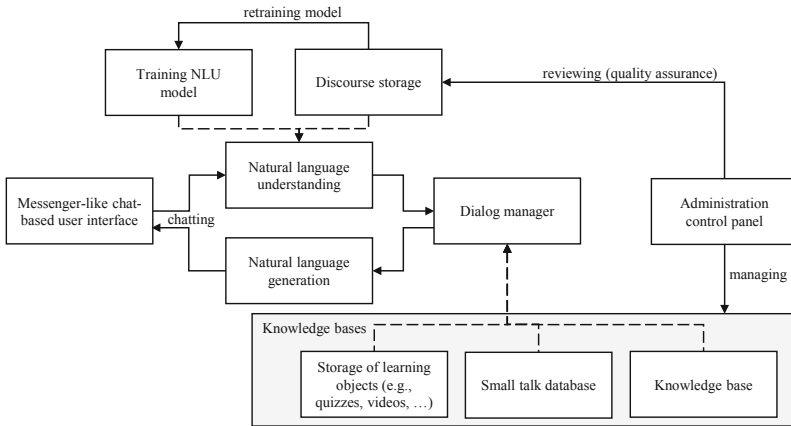 retraining model
Training NLU
model
Discourse storage
reviewing (quality assurance)
Natural language
understanding
Messenger-like chat-
based user interface
chatting
Dialog manager
Administration
control panel
Natural language
generation
managing
Knowledge bases
Storage of learning
objects (e.g.,
quizzes, videos, …)
Small talk database
Knowledge base